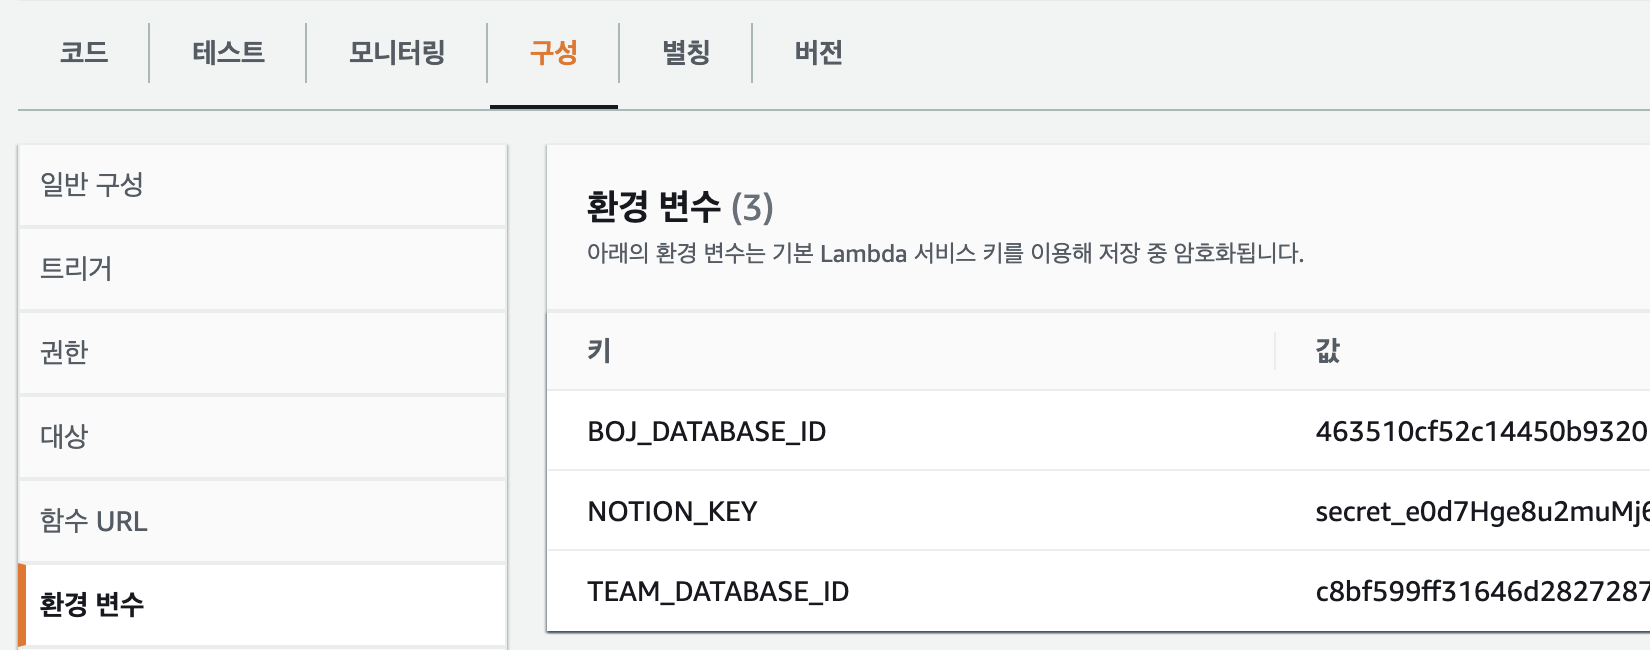 코드 테스트 모니터링 구성 별칭 버전
일반 구성
트리거
권한
대상
함수 URL
환경 변수
환경 변수 (3)
아래의 환경 변수는 기본 Lambda 서비스 키를 이용해 저장 중 암호화됩니다.
키 값
BOJ_DATABASE_ID 463510cf52c14450b9320
NOTION_KEY secret_e0d7Hge8u2muMj6
TEAM_DATABASE_ID c8bf599ff31646d2827287